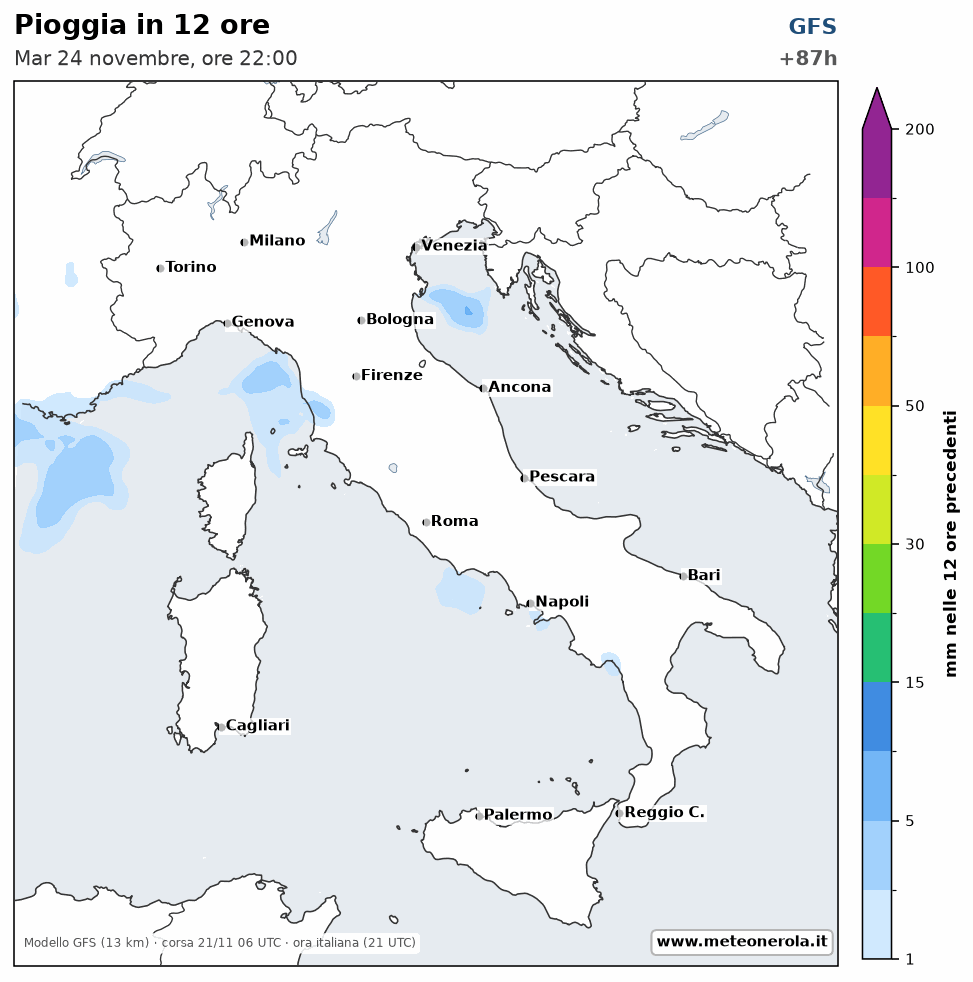 Pioggia in 12 ore
GFS
Mar 24 novembre, ore 22:00
+87h
200
100
50
30
15
5
1
mm nelle 12 ore precedenti
Milano
Venezia
Torino
Genova
Bologna
Firenze
Ancona
Pescara
Roma
Bari
Napoli
Cagliari
Palermo
Reggio C.
Modello GFS (13 km) · corsa 21/11 06 UTC · ora italiana (21 UTC)
www.meteonerola.it